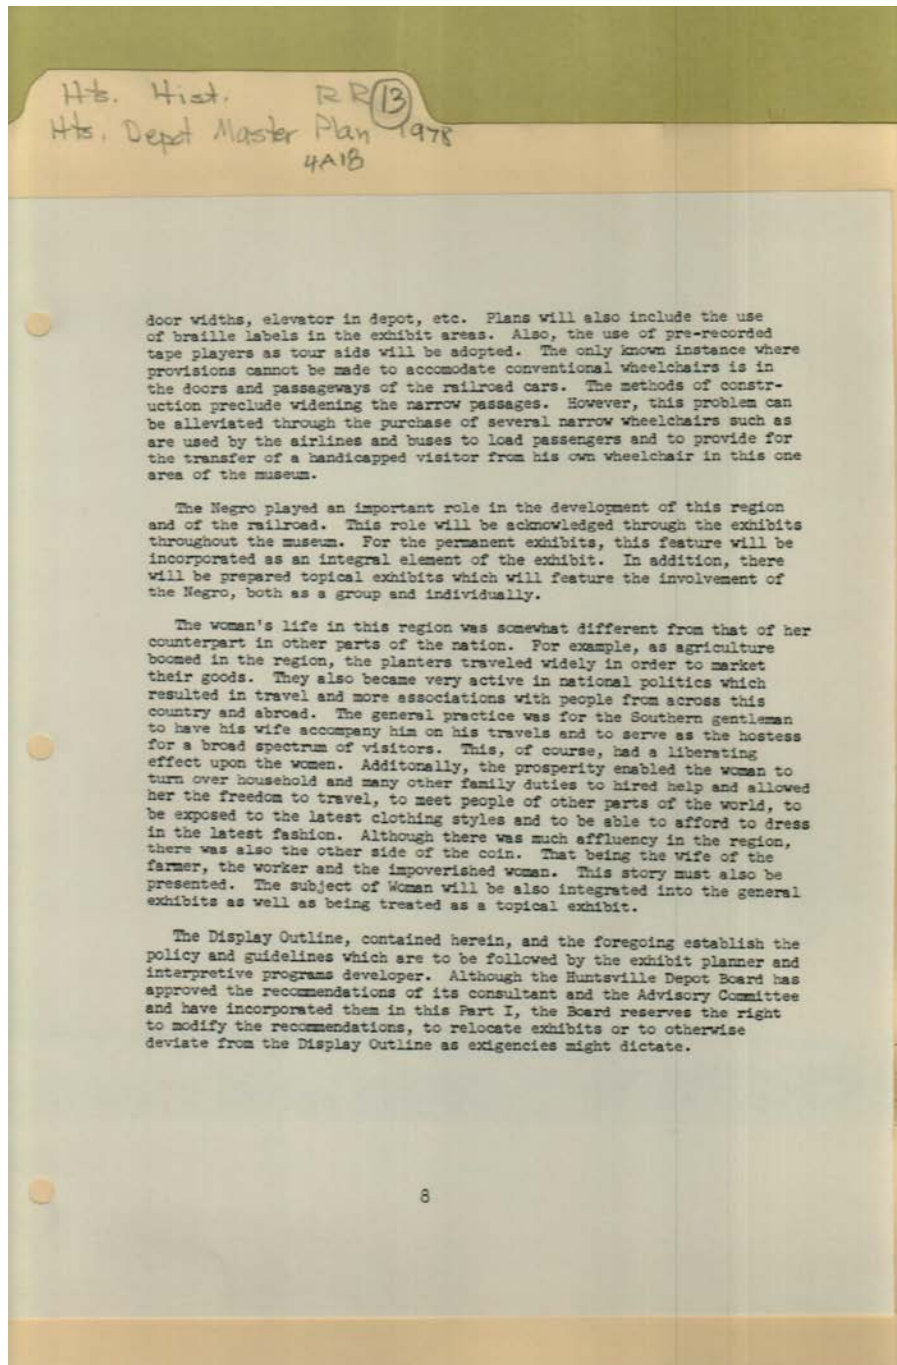 Hts. Hist. RR 13
Hts. Depot Master Plan 1978
4A18
door widths, elevator in depot, etc. Plans will also include the use
of braille labels in the exhibit areas. Also, the use of pre-recorded
tape players as tour aids will be adopted. The only known instance where
provisions cannot be made to accomodate conventional wheelchairs is in
the doors and passageways of the railroad cars. The methods of constr-
uction preclude widening the narrow passages. However, this problem can
be alleviated through the purchase of several narrow wheelchairs such as
are used by the airlines and buses to load passengers and to provide for
the transfer of a handicapped visitor from his own wheelchair in this one
area of the museum.
The Negro played an important role in the development of this region
and of the railroad. This role will be acknowledged through the exhibits
throughout the museum. For the permanent exhibits, this feature will be
incorporated as an integral element of the exhibit. In addition, there
will be prepared topical exhibits which will feature the involvement of
the Negro, both as a group and individually.
The woman's life in this region was somewhat different from that of her
counterpart in other parts of the nation. For example, as agriculture
boomed in the region, the planters traveled widely in order to market
their goods. They also became very active in national politics which
resulted in travel and more associations with people from across this
country and abroad. The general practice was for the Southern gentleman
to have his wife accompany him on his travels and to serve as the hostess
for a broad spectrum of visitors. This, of course, had a liberating
effect upon the women. Additonally, the prosperity enabled the woman to
turn over household and many other family duties to hired help and allowed
her the freedom to travel, to meet people of other parts of the world, to
be exposed to the latest clothing styles and to be able to afford to dress
in the latest fashion. Although there was much affluency in the region,
there was also the other side of the coin. That being the wife of the
farmer, the worker and the impoverished woman. This story must also be
presented. The subject of Woman will be also integrated into the general
exhibits as well as being treated as a topical exhibit.
The Display Outline, contained herein, and the foregoing establish the
policy and guidelines which are to be followed by the exhibit planner and
interpretive programs developer. Although the Huntsville Depot Board has
approved the recommendations of its consultant and the Advisory Committee
and have incorporated them in this Part I, the Board reserves the right
to modify the recommendations, to relocate exhibits or to otherwise
deviate from the Display Outline as exigencies might dictate.
8